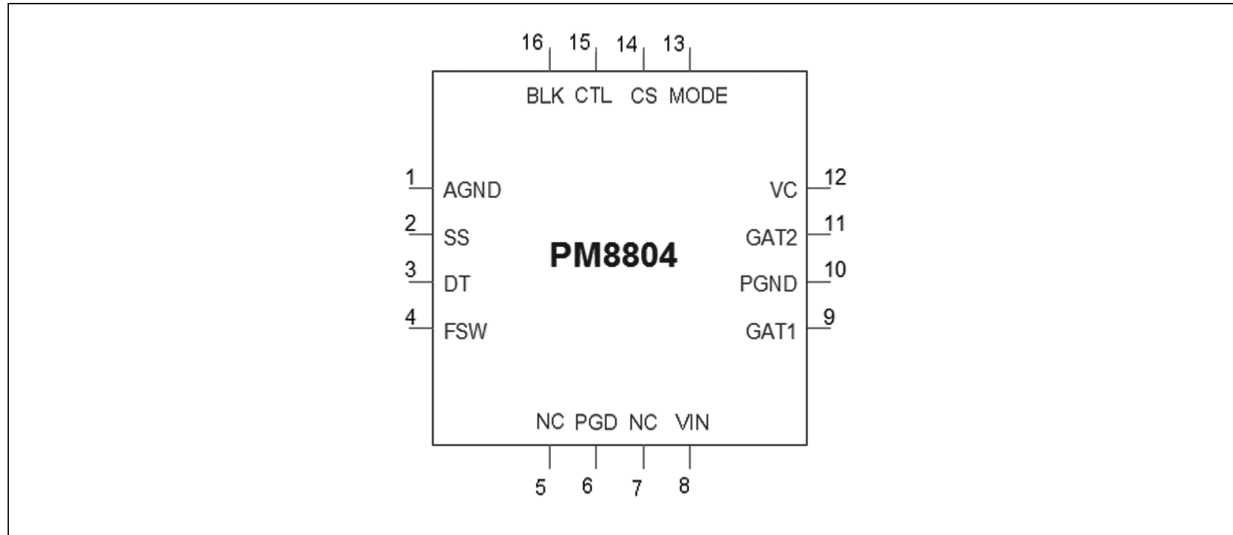 16 15 14 13
BLK CTL CS MODE
1 AGND VC 12
2 SS GAT2 11
PM8804
3 DT PGND 10
4 FSW GAT1 9
NC PGD NC VIN
5 6 7 8